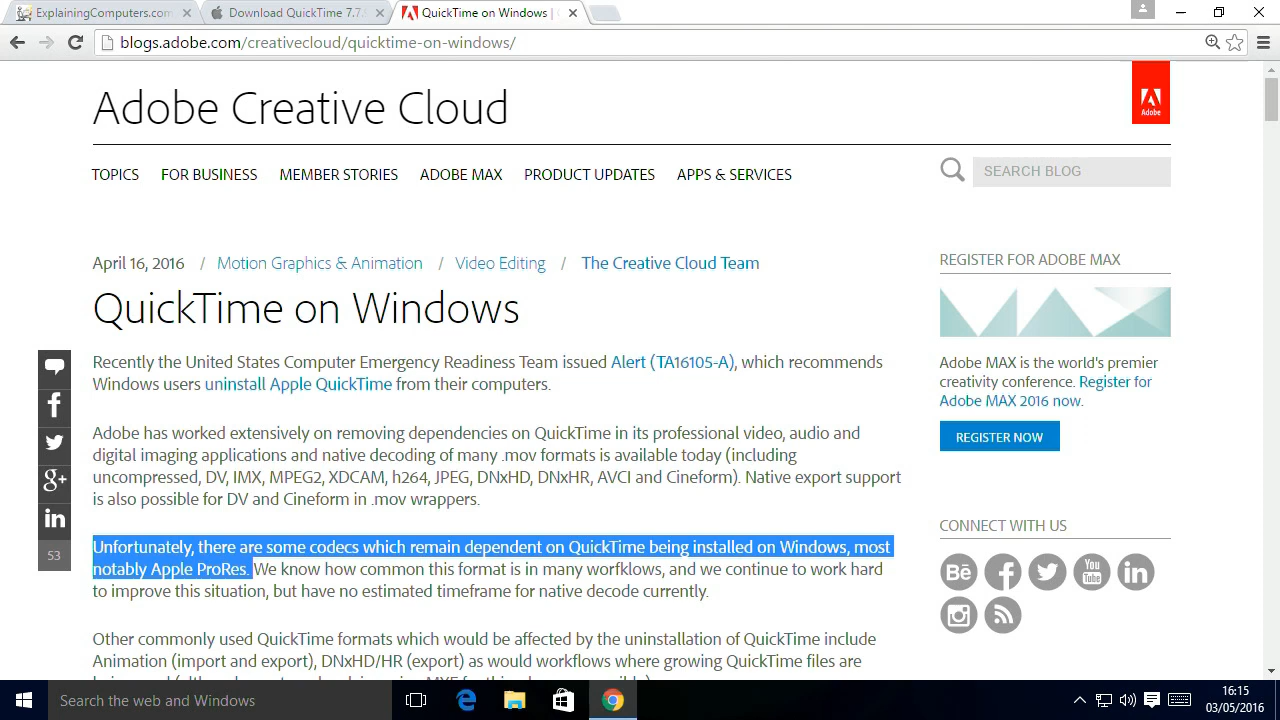 ExplainingComputers.com
Download QuickTime 7.7.
QuickTime on Windows |
blogs.adobe.com/creativecloud/quicktime-on-windows/
Adobe Creative Cloud
Adobe
TOPICS FOR BUSINESS MEMBER STORIES ADOBE MAX PRODUCT UPDATES APPS & SERVICES
SEARCH BLOG
April 16, 2016 / Motion Graphics & Animation / Video Editing / The Creative Cloud Team
QuickTime on Windows
Recently the United States Computer Emergency Readiness Team issued Alert (TA16105-A), which recommends
Windows users uninstall Apple QuickTime from their computers.
Adobe has worked extensively on removing dependencies on QuickTime in its professional video, audio and
digital imaging applications and native decoding of many .mov formats is available today (including
uncompressed, DV, IMX, MPEG2, XDCAM, h264, JPEG, DNxHD, DNxHR, AVCI and Cineform). Native export support
is also possible for DV and Cineform in .mov wrappers.
Unfortunately, there are some codecs which remain dependent on QuickTime being installed on Windows, most
notably Apple ProRes. We know how common this format is in many worfklows, and we continue to work hard
to improve this situation, but have no estimated timeframe for native decode currently.
Other commonly used QuickTime formats which would be affected by the uninstallation of QuickTime include
Animation (import and export), DNxHD/HR (export) as would workflows where growing QuickTime files are
53
REGISTER FOR ADOBE MAX
Adobe MAX is the world's premier
creativity conference. Register for
Adobe MAX 2016 now.
REGISTER NOW
CONNECT WITH US
Bē
You
Tube
in
Search the web and Windows
16:15
03/05/2016